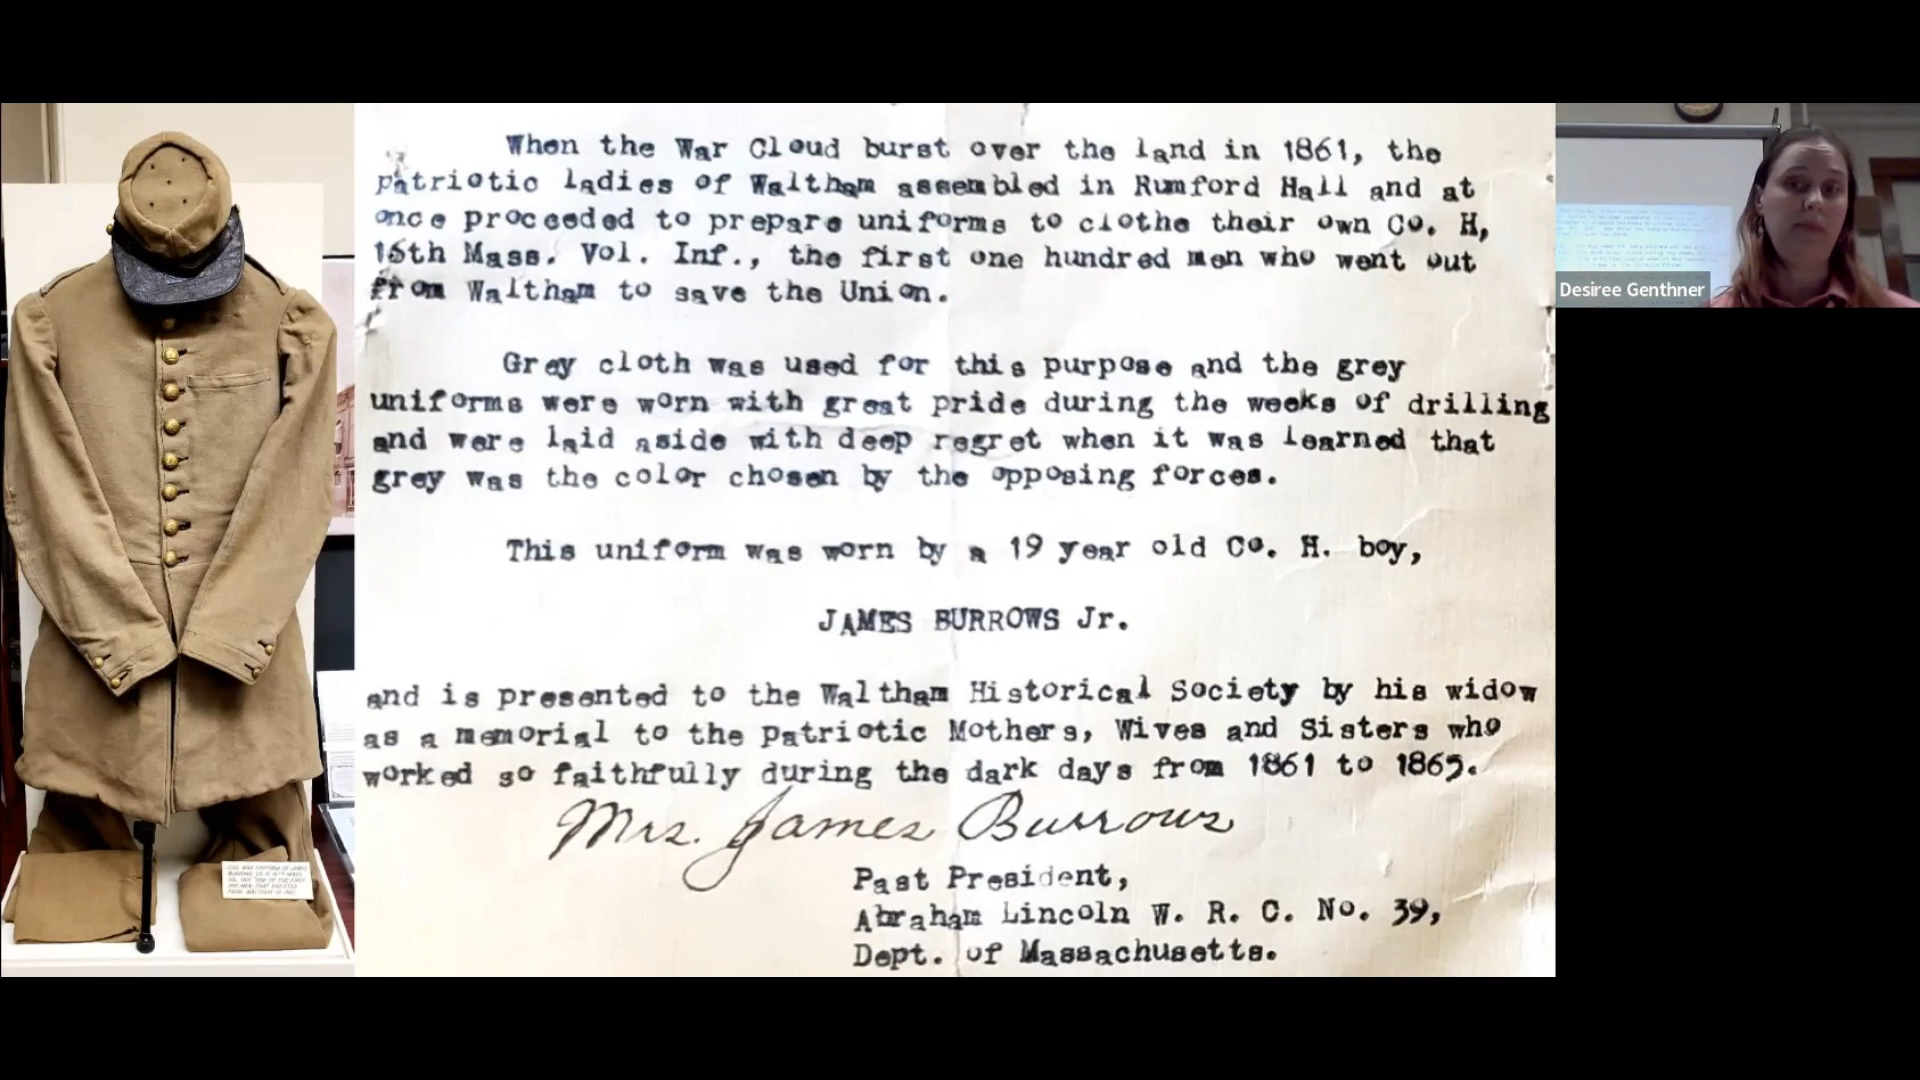 When the War Cloud burst over the land in 1861, the
patriotic ladies of Waltham assembled in Rumford Hall and at
once proceeded to prepare uniforms to clothe their own Co. H,
16th Mass. Vol. Inf., the first one hundred men who went out
from Waltham to save the Union.
Grey cloth was used for this purpose and the grey
uniforms were worn with great pride during the weeks of drilling
and were laid aside with deep regret when it was learned that
grey was the color chosen by the opposing forces.
This uniform was worn by a 19 year old Co. H. boy,
JAMES BURROWS Jr.
and is presented to the Waltham Historical Society by his widow
as a memorial to the patriotic Mothers, Wives and Sisters who
worked so faithfully during the dark days from 1861 to 1865.
Mrs. James Burrows
Past President,
Abraham Lincoln W. R. C. No. 39,
Dept. of Massachusetts.
CIVIL WAR UNIFORM OF JAMES
Desiree Genthner